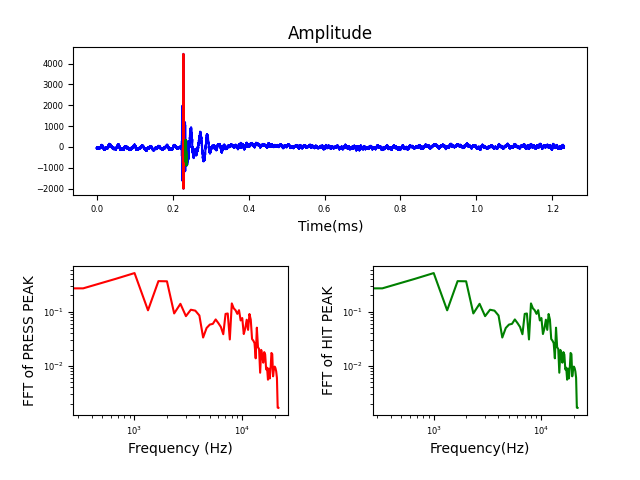 Amplitude
4000
3000
2000
1000
0
−1000
−2000
0.0 0.2 0.4 0.6 0.8 1.0 1.2
Time(ms)
FFT of PRESS PEAK
10⁻¹
10⁻²
10³ 10⁴
Frequency (Hz)
FFT of HIT PEAK
10⁻¹
10⁻²
10³ 10⁴
Frequency(Hz)